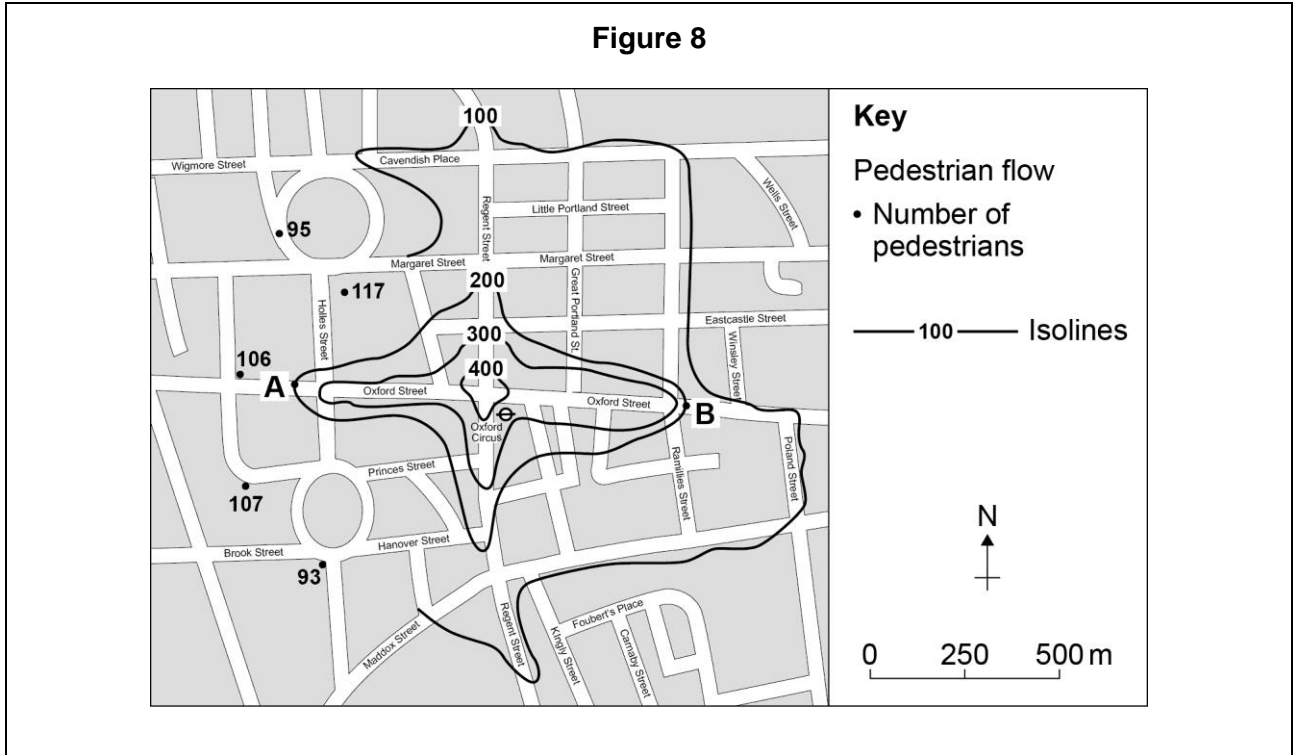 Figure 8
100
Wigmore Street
Cavendish Place
Wells Street
Regent Street
Little Portland Street
95
Margaret Street
Margaret Street
200
117
Great Portland St.
Holles Street
Eastcastle Street
300
Winsley Street
400
106
A
Oxford Street
Oxford Street
B
Oxford
Circus
Princes Street
Ramillies Street
Poland Street
107
Brook Street
Hanover Street
93
Regent Street
Maddox Street
Kingly Street
Foubert's Place
Carnaby Street
Key
Pedestrian flow
• Number of
pedestrians
100
Isolines
N
0 250 500 m